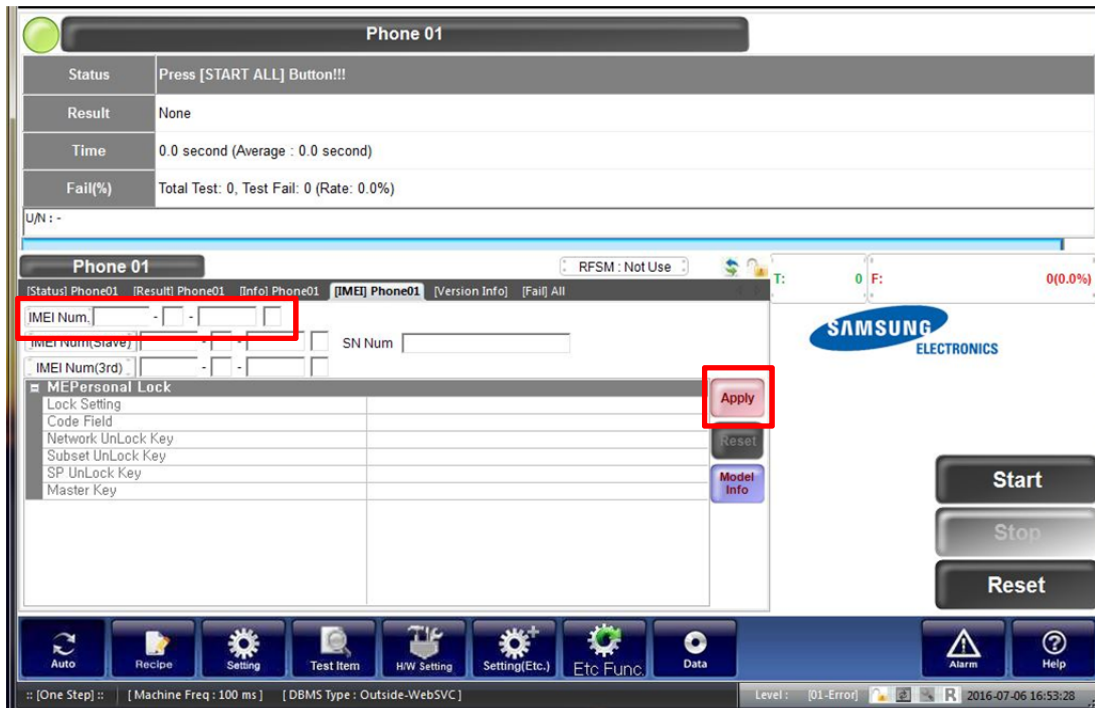 Phone 01
Status Press [START ALL] Button!!!
Result None
Time 0.0 second (Average : 0.0 second)
Fail(%) Total Test: 0, Test Fail: 0 (Rate: 0.0%)
U/N : -
Phone 01 RFSM : Not Use T: 0 F: 0(0.0%)
[Status] Phone01 [Result] Phone01 [Info] Phone01 [IMEI] Phone01 [Version Info] [Fail] All
IMEI Num. - -
IMEI Num(Slave) - - SN Num
IMEI Num(3rd) - -
SAMSUNG
ELECTRONICS
MEPersonal Lock
Lock Setting
Code Field
Network UnLock Key
Subset UnLock Key
SP UnLock Key
Master Key
Apply
Reset
Model
Info
Start
Stop
Reset
Auto Recipe Setting Test Item H/W Setting Setting(Etc.) Etc Func. Data Alarm Help
:: [One Step] :: [ Machine Freq : 100 ms ] [ DBMS Type : Outside-WebSVC ] Level : [01-Error] R 2016-07-06 16:53:28